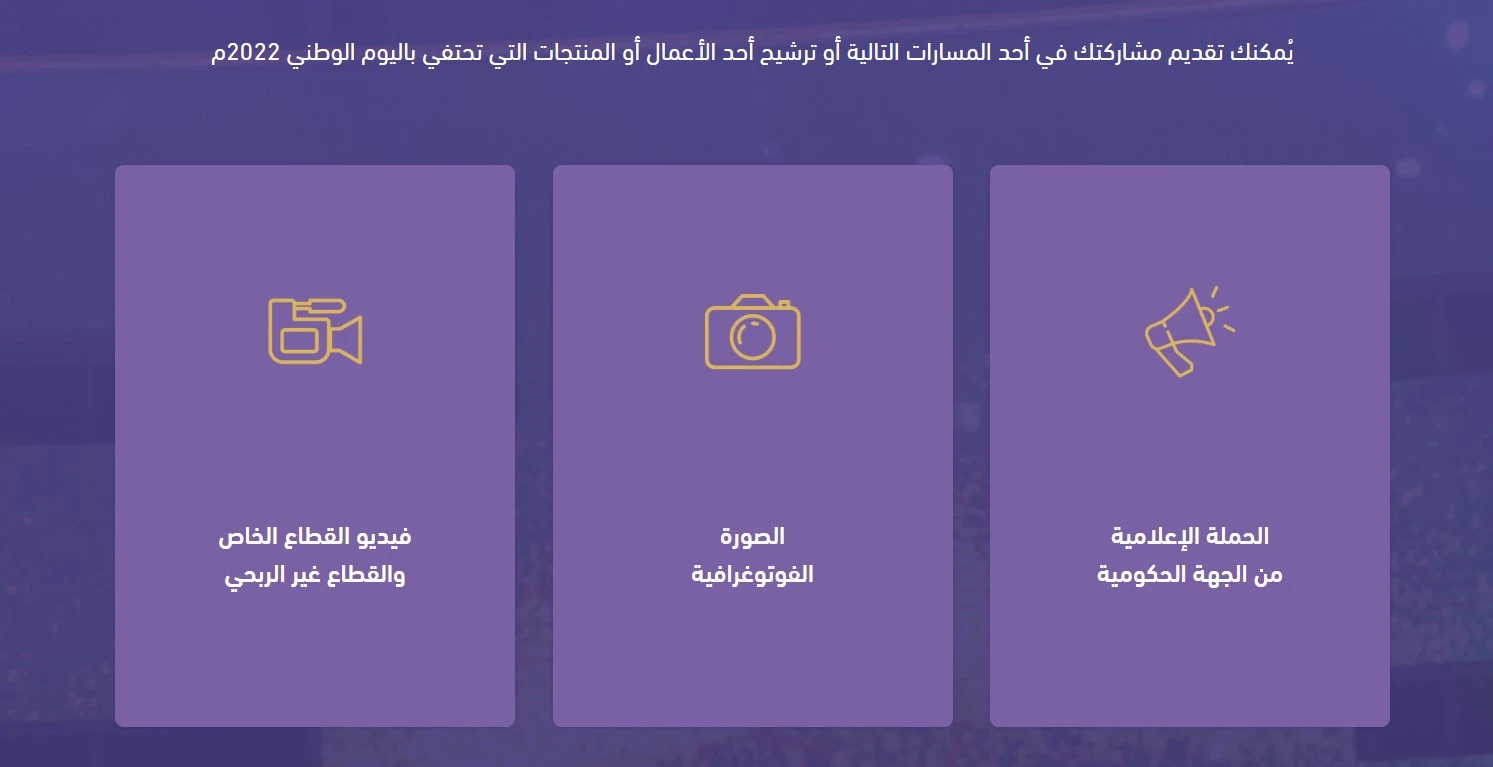 يُمكنك تقديم مشاركتك في أحد المسارات التالية أو ترشيح أحد الأعمال أو المنتجات التي تحتفي باليوم الوطني 2022م
الحملة الإعلامية
من الجهة الحكومية
الصورة
الفوتوغرافية
فيديو القطاع الخاص
والقطاع غير الربحي